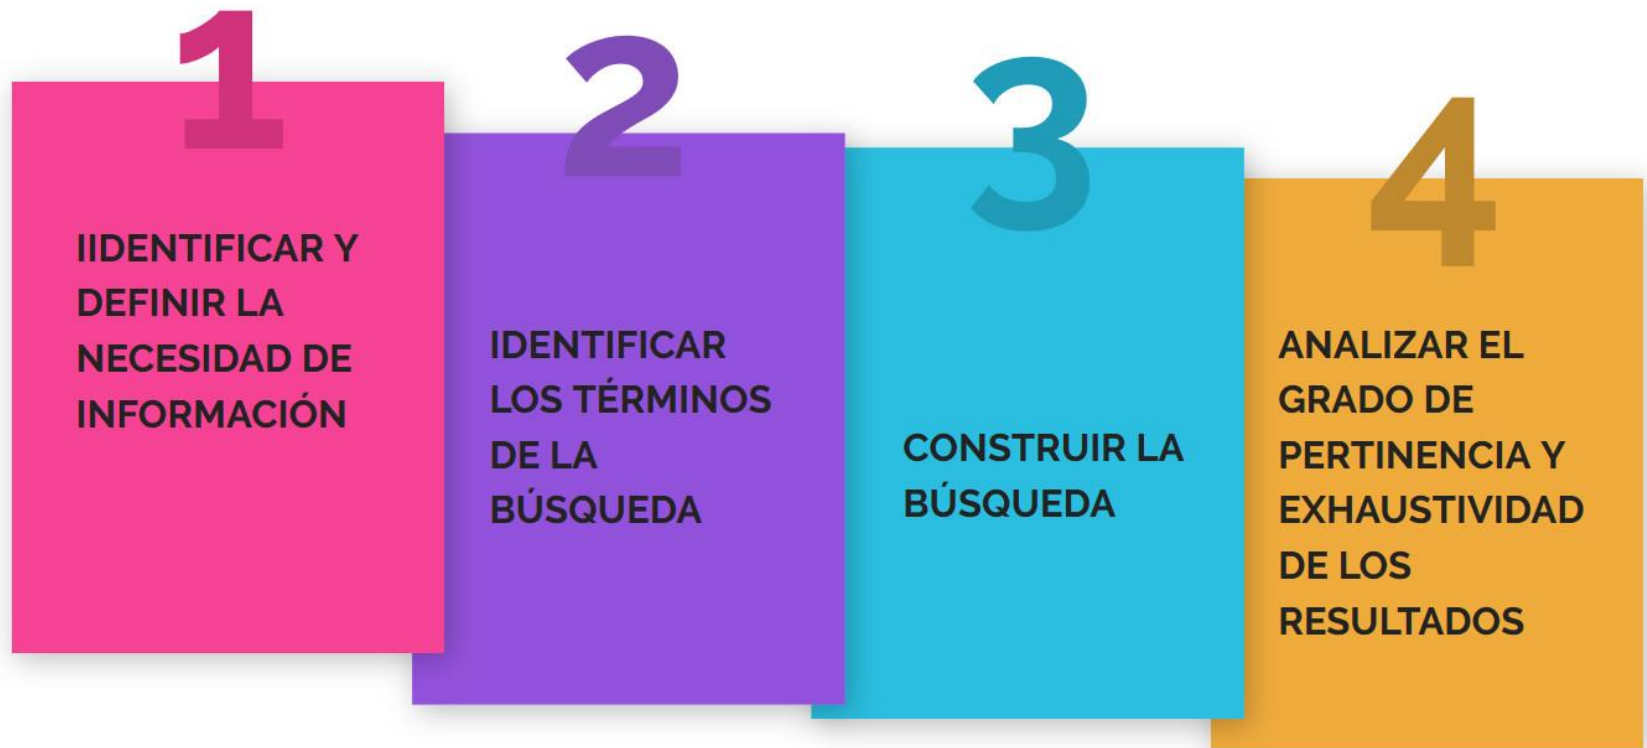 1
IIDENTIFICAR Y
DEFINIR LA
NECESIDAD DE
INFORMACIÓN
2
IDENTIFICAR
LOS TÉRMINOS
DE LA
BÚSQUEDA
3
CONSTRUIR LA
BÚSQUEDA
4
ANALIZAR EL
GRADO DE
PERTINENCIA Y
EXHAUSTIVIDAD
DE LOS
RESULTADOS